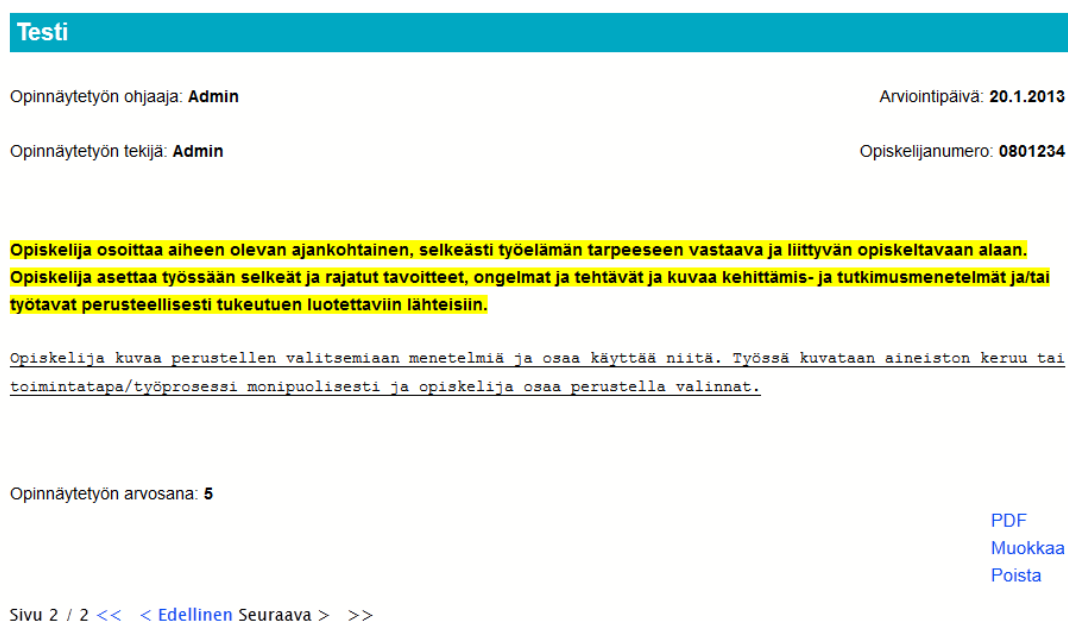 Testi
Opinnäytetyön ohjaaja: Admin Arviointipäivä: 20.1.2013
Opinnäytetyön tekijä: Admin Opiskelijanumero: 0801234
Opiskelija osoittaa aiheen olevan ajankohtainen, selkeästi työelämän tarpeeseen vastaava ja liittyvän opiskeltavaan alaan.
Opiskelija asettaa työssään selkeät ja rajatut tavoitteet, ongelmat ja tehtävät ja kuvaa kehittämis- ja tutkimusmenetelmät ja/tai
työtavat perusteellisesti tukeutuen luotettaviin lähteisiin.
Opiskelija kuvaa perustellen valitsemiaan menetelmiä ja osaa käyttää niitä. Työssä kuvataan aineiston keruu tai
toimintatapa/työprosessi monipuolisesti ja opiskelija osaa perustella valinnat.
Opinnäytetyön arvosana: 5
PDF
Muokkaa
Poista
Sivu 2 / 2 << < Edellinen Seuraava > >>